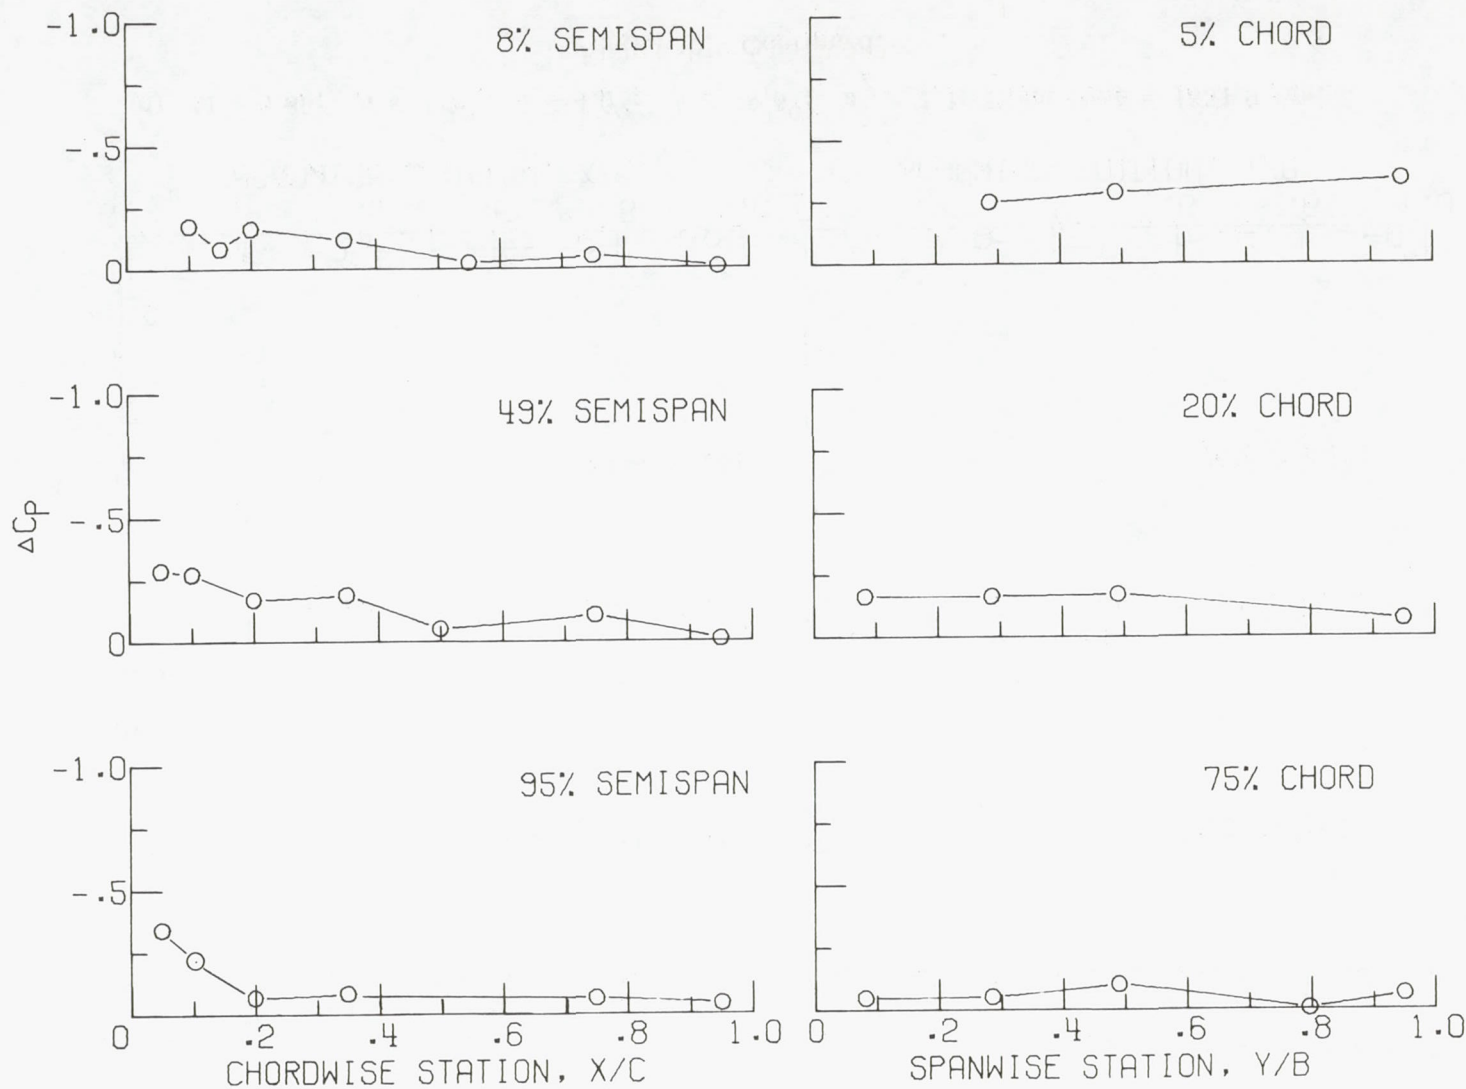 -1.0
8% SEMISPAN
-.5
0
5% CHORD
-1.0
49% SEMISPAN
ΔCP
-.5
0
20% CHORD
-1.0
95% SEMISPAN
-.5
0 .2 .4 .6 .8 1.0
CHORDWISE STATION, X/C
75% CHORD
0 .2 .4 .6 .8 1.0
SPANWISE STATION, Y/B